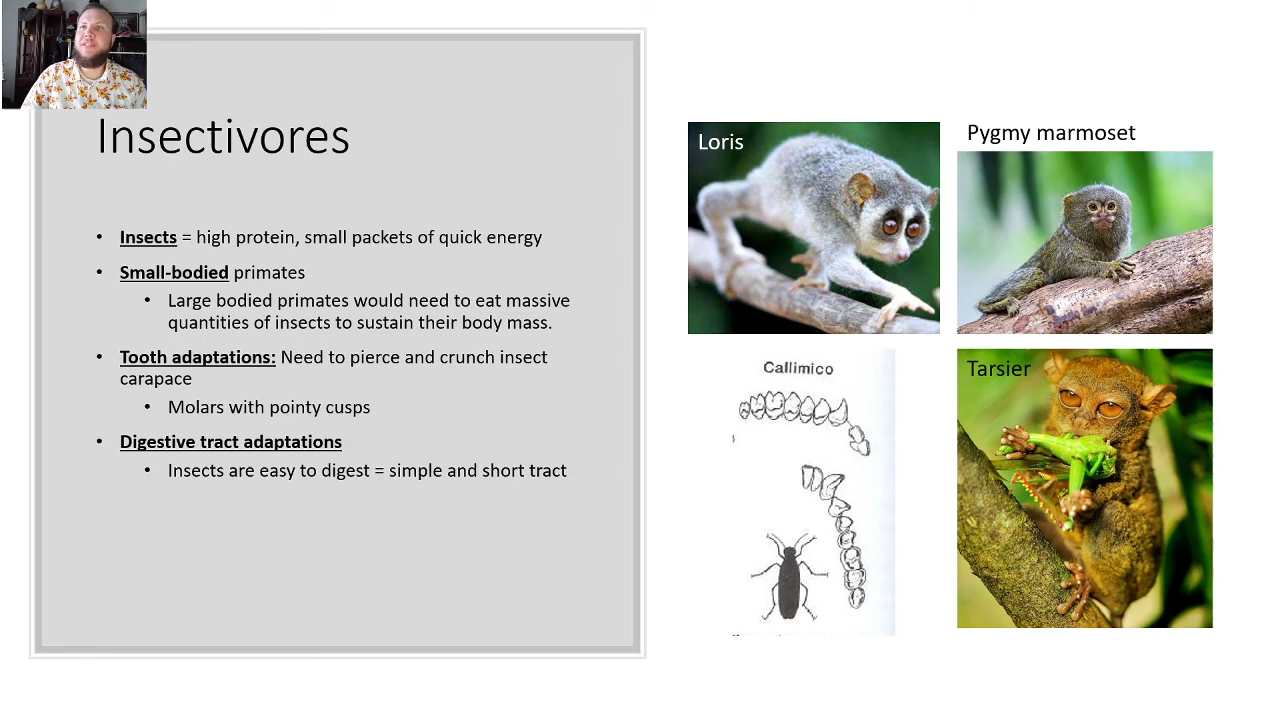 Insectivores
• Insects = high protein, small packets of quick energy
• Small-bodied primates
• Large bodied primates would need to eat massive
quantities of insects to sustain their body mass.
• Tooth adaptations: Need to pierce and crunch insect
carapace
• Molars with pointy cusps
• Digestive tract adaptations
• Insects are easy to digest = simple and short tract
Loris
Pygmy marmoset
Callimico
Tarsier